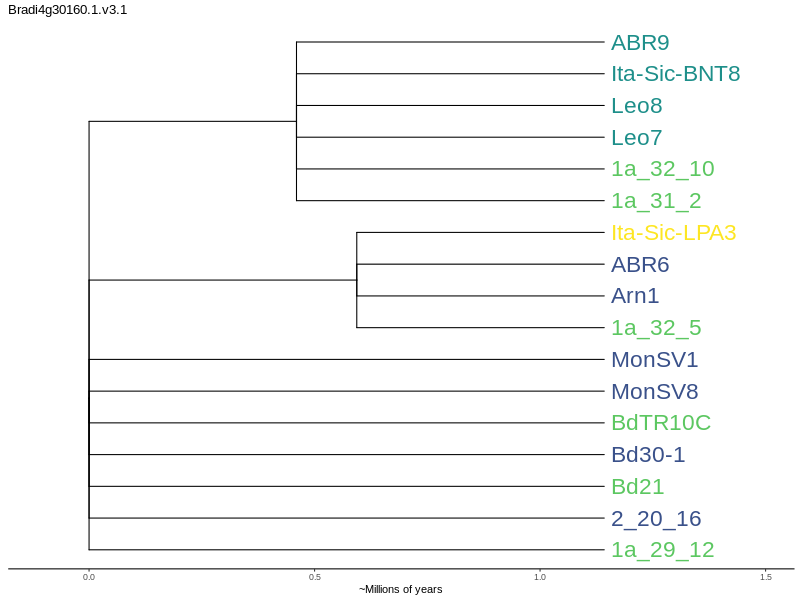 Bradi4g30160.1.v3.1
ABR9
Ita-Sic-BNT8
Leo8
Leo7
1a_32_10
1a_31_2
Ita-Sic-LPA3
ABR6
Arn1
1a_32_5
MonSV1
MonSV8
BdTR10C
Bd30-1
Bd21
2_20_16
1a_29_12
0.0 0.5 1.0 1.5
~Millions of years